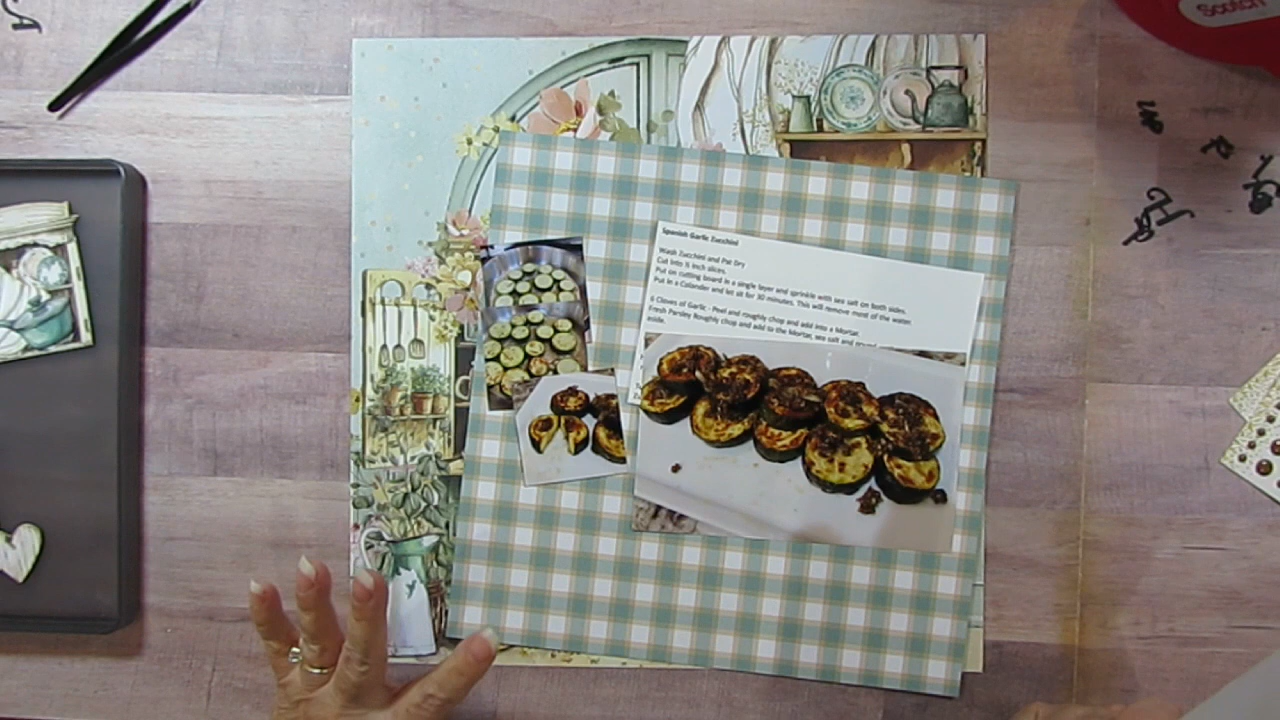 Scotch
Spanish Garlic Zucchini
Wash Zucchini and Pat Dry
Cut into ½ inch slices.
Put on cutting board in a single layer and sprinkle with sea salt on both sides.
Put in a Colander and let sit for 30 minutes. This will remove most of the water.
6 Cloves of Garlic - Peel and roughly chop and add into a Mortar.
Fresh Parsley Roughly chop and add to the Mortar, sea salt and
aside.